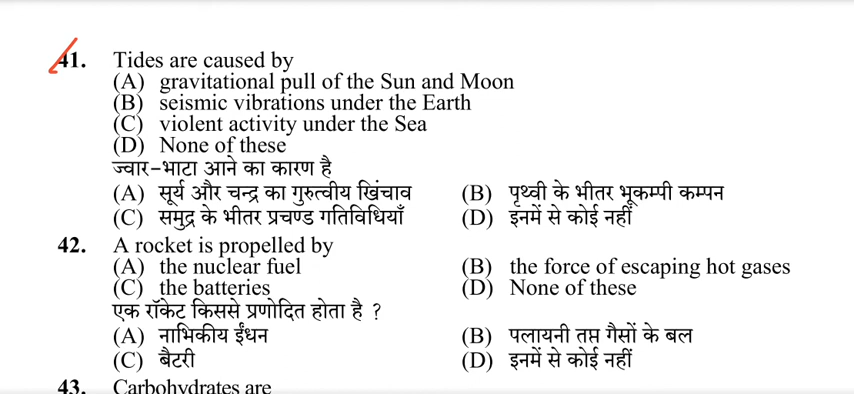 41. Tides are caused by
(A) gravitational pull of the Sun and Moon
(B) seismic vibrations under the Earth
(C) violent activity under the Sea
(D) None of these
ज्वार-भाटा आने का कारण है
(A) सूर्य और चन्द्र का गुरुत्वीय खिंचाव (B) पृथ्वी के भीतर भूकम्पी कम्पन
(C) समुद्र के भीतर प्रचण्ड गतिविधियाँ (D) इनमें से कोई नहीं
42. A rocket is propelled by
(A) the nuclear fuel (B) the force of escaping hot gases
(C) the batteries (D) None of these
एक रॉकेट किससे प्रणोदित होता है ?
(A) नाभिकीय ईंधन (B) पलायनी तप्त गैसों के बल
(C) बैटरी (D) इनमें से कोई नहीं
43. Carbohydrates are